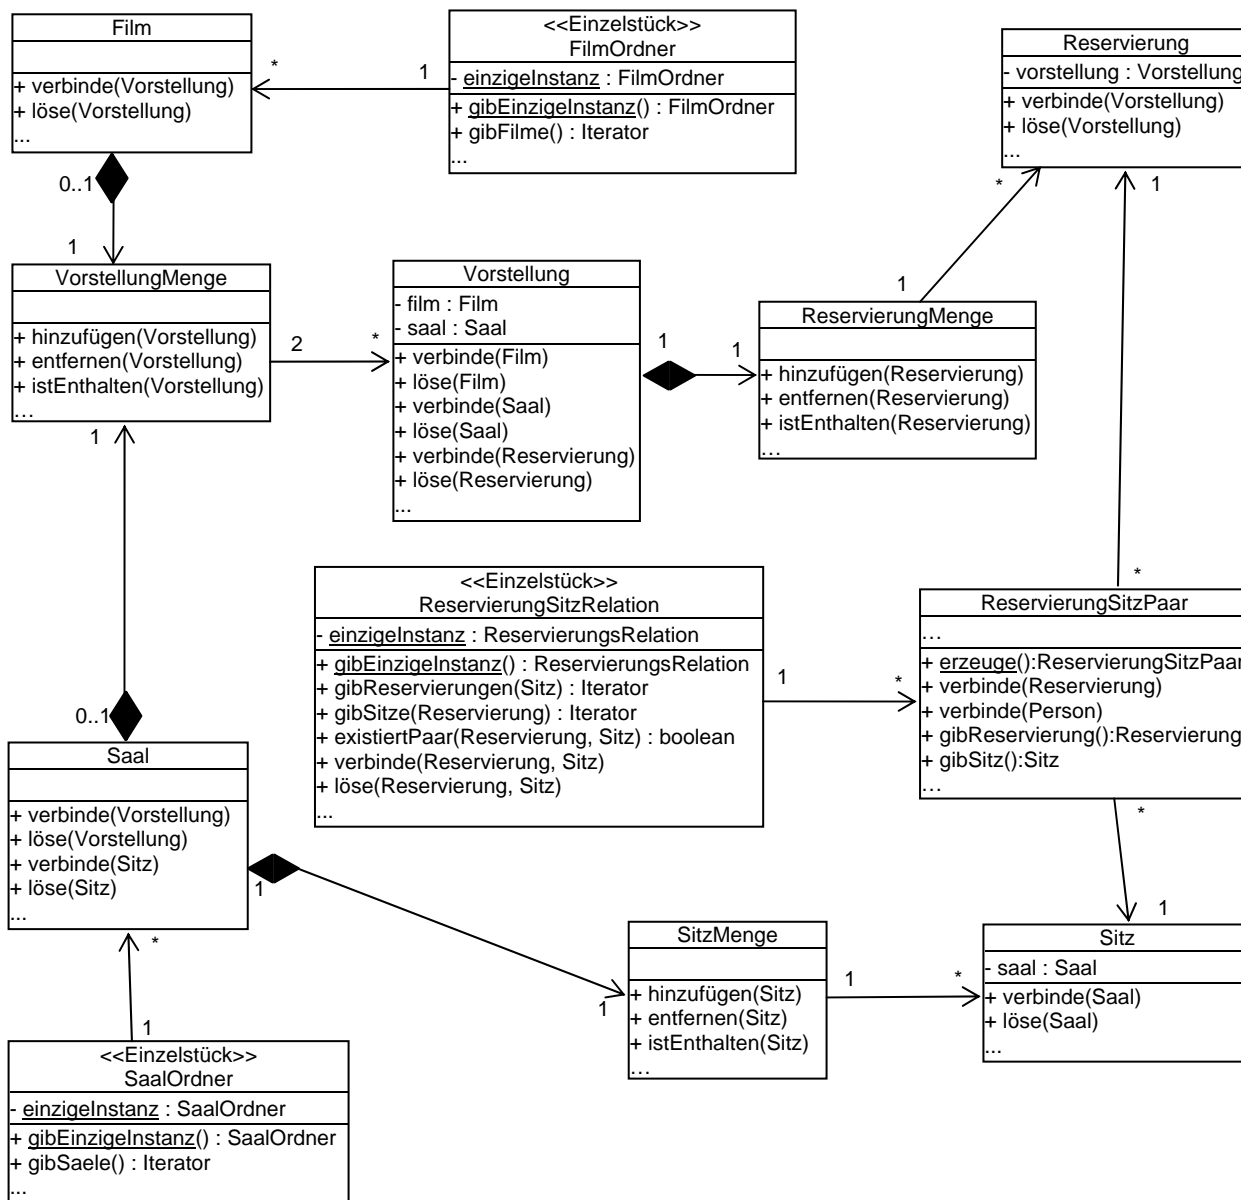 Film
+ verbinde(Vorstellung)
+ löse(Vorstellung)
...
*
1
<<Einzelstück>>
FilmOrdner
- einzigeInstanz : FilmOrdner
+ gibEinzigeInstanz() : FilmOrdner
+ gibFilme() : Iterator
...
Reservierung
- vorstellung : Vorstellung
+ verbinde(Vorstellung)
+ löse(Vorstellung)
...
0..1
1
*
1
VorstellungMenge
+ hinzufügen(Vorstellung)
+ entfernen(Vorstellung)
+ istEnthalten(Vorstellung)
...
2
*
Vorstellung
- film : Film
- saal : Saal
+ verbinde(Film)
+ löse(Film)
+ verbinde(Saal)
+ löse(Saal)
+ verbinde(Reservierung)
+ löse(Reservierung)
...
1
1
1
ReservierungMenge
+ hinzufügen(Reservierung)
+ entfernen(Reservierung)
+ istEnthalten(Reservierung)
...
1
0..1
<<Einzelstück>>
ReservierungSitzRelation
- einzigeInstanz : ReservierungsRelation
+ gibEinzigeInstanz() : ReservierungsRelation
+ gibReservierungen(Sitz) : Iterator
+ gibSitze(Reservierung) : Iterator
+ existiertPaar(Reservierung, Sitz) : boolean
+ verbinde(Reservierung, Sitz)
+ löse(Reservierung, Sitz)
...
1
*
*
ReservierungSitzPaar
...
+ erzeuge():ReservierungSitzPaar
+ verbinde(Reservierung)
+ verbinde(Person)
+ gibReservierung():Reservierung
+ gibSitz():Sitz
...
*
1
Saal
+ verbinde(Vorstellung)
+ löse(Vorstellung)
+ verbinde(Sitz)
+ löse(Sitz)
...
1
1
*
1
SitzMenge
+ hinzufügen(Sitz)
+ entfernen(Sitz)
+ istEnthalten(Sitz)
...
1
*
Sitz
- saal : Saal
+ verbinde(Saal)
+ löse(Saal)
...
<<Einzelstück>>
SaalOrdner
- einzigeInstanz : SaalOrdner
+ gibEinzigeInstanz() : SaalOrdner
+ gibSaele() : Iterator
...